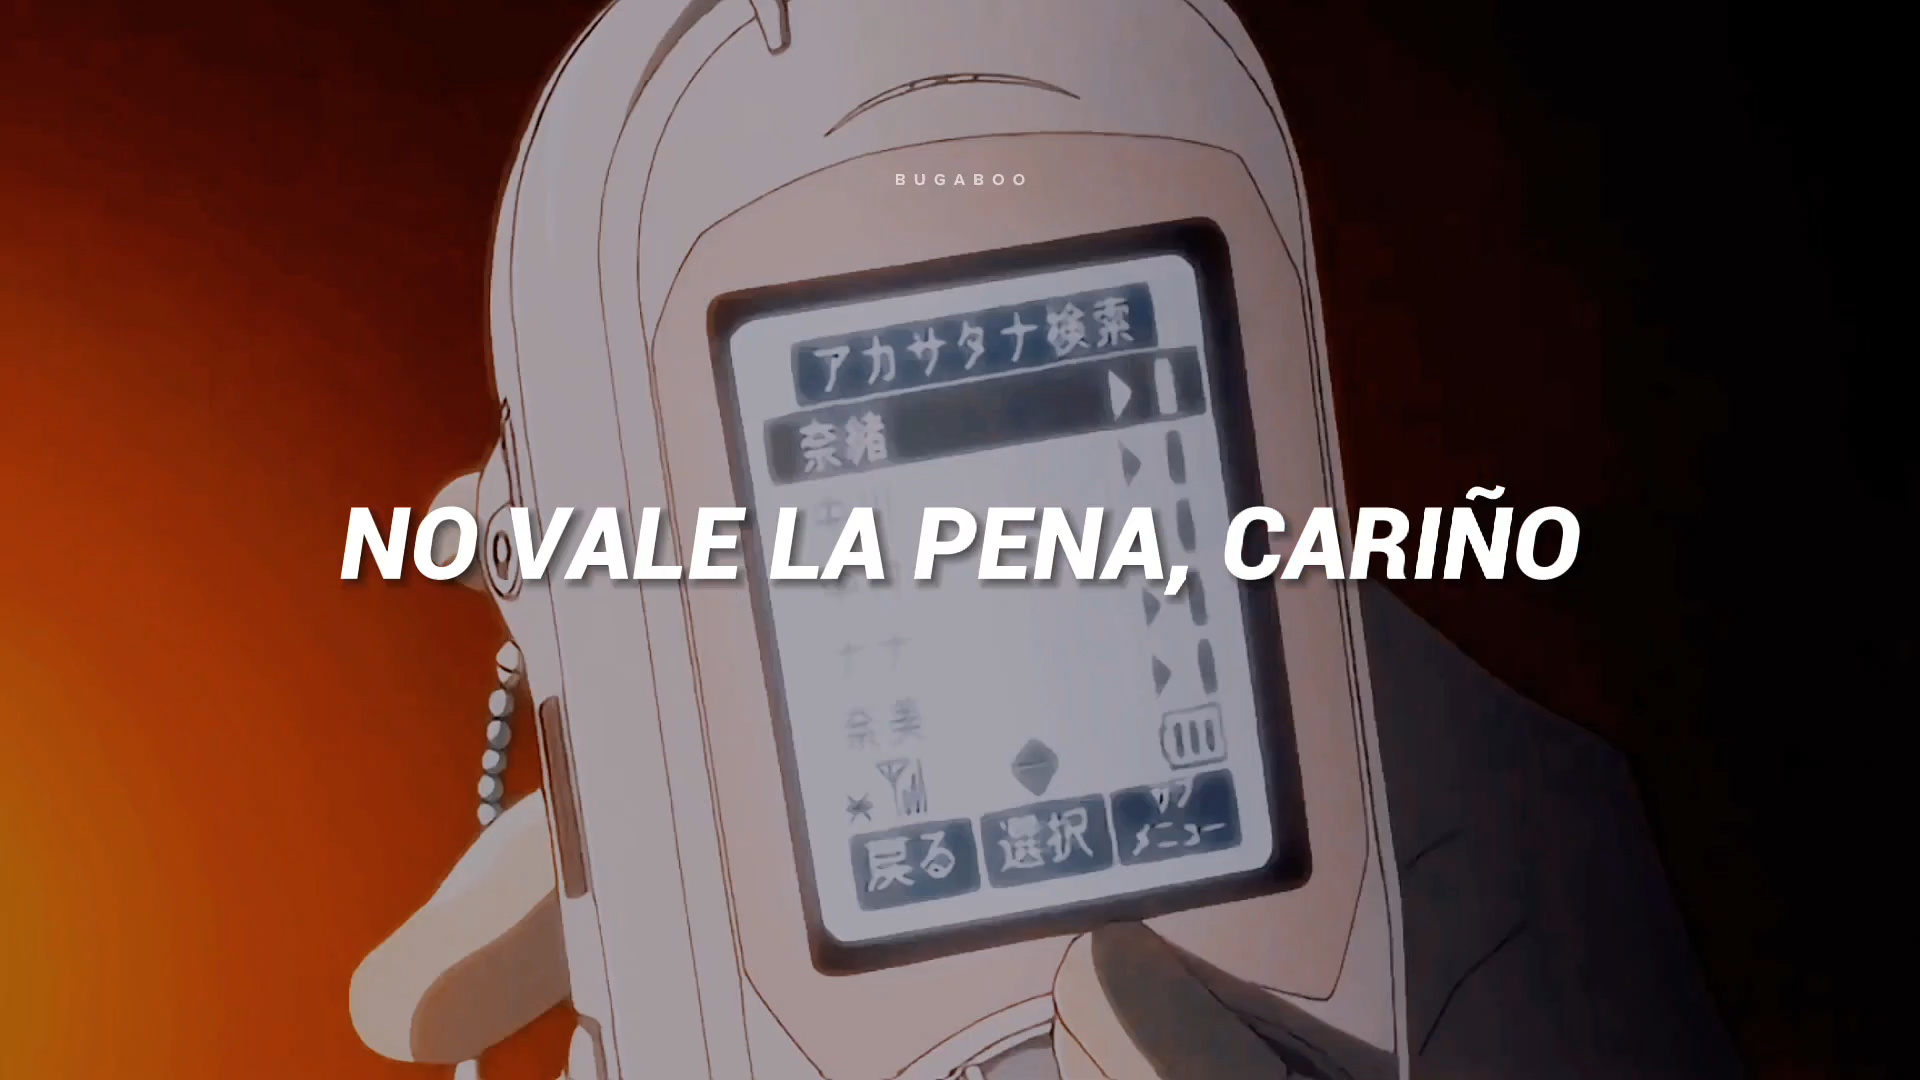 BUGABOO
アカサタナ検索
奈緒
NO VALE LA PENA, CARIÑO
ナナ
奈美
戻る 選択 サブ
メニュー